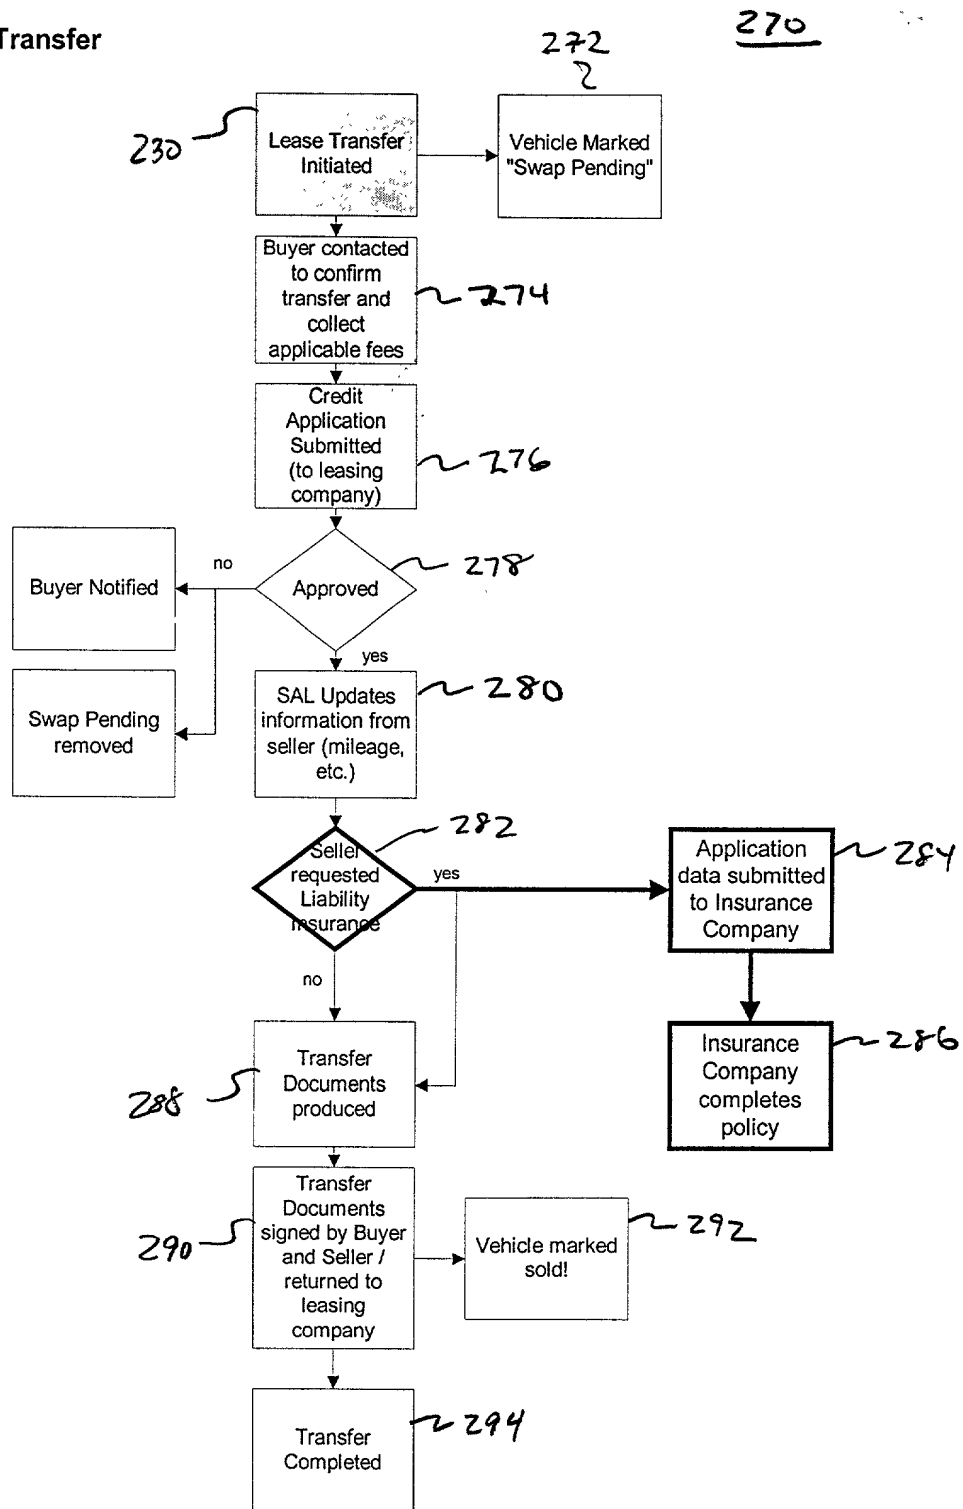 Transfer
270
272
230
Lease Transfer
Initiated
Vehicle Marked
"Swap Pending"
Buyer contacted
to confirm
transfer and
collect
applicable fees
274
Credit
Application
Submitted
(to leasing
company)
276
Buyer Notified
no
Approved
278
yes
Swap Pending
removed
SAL Updates
information from
seller (mileage,
etc.)
280
282
Seller
requested
Liability
insurance
yes
Application
data submitted
to Insurance
Company
284
no
Transfer
Documents
produced
288
Insurance
Company
completes
policy
286
Transfer
Documents
signed by Buyer
and Seller /
returned to
leasing
company
290
Vehicle marked
sold!
292
Transfer
Completed
294